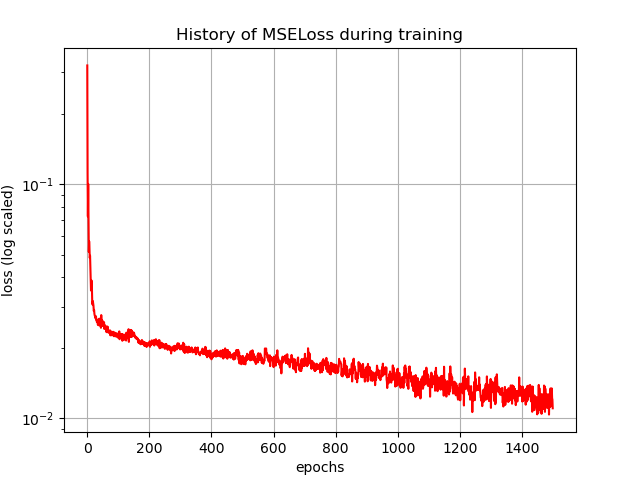 History of MSELoss during training
loss (log scaled)
10⁻¹
10⁻²
0 200 400 600 800 1000 1200 1400
epochs